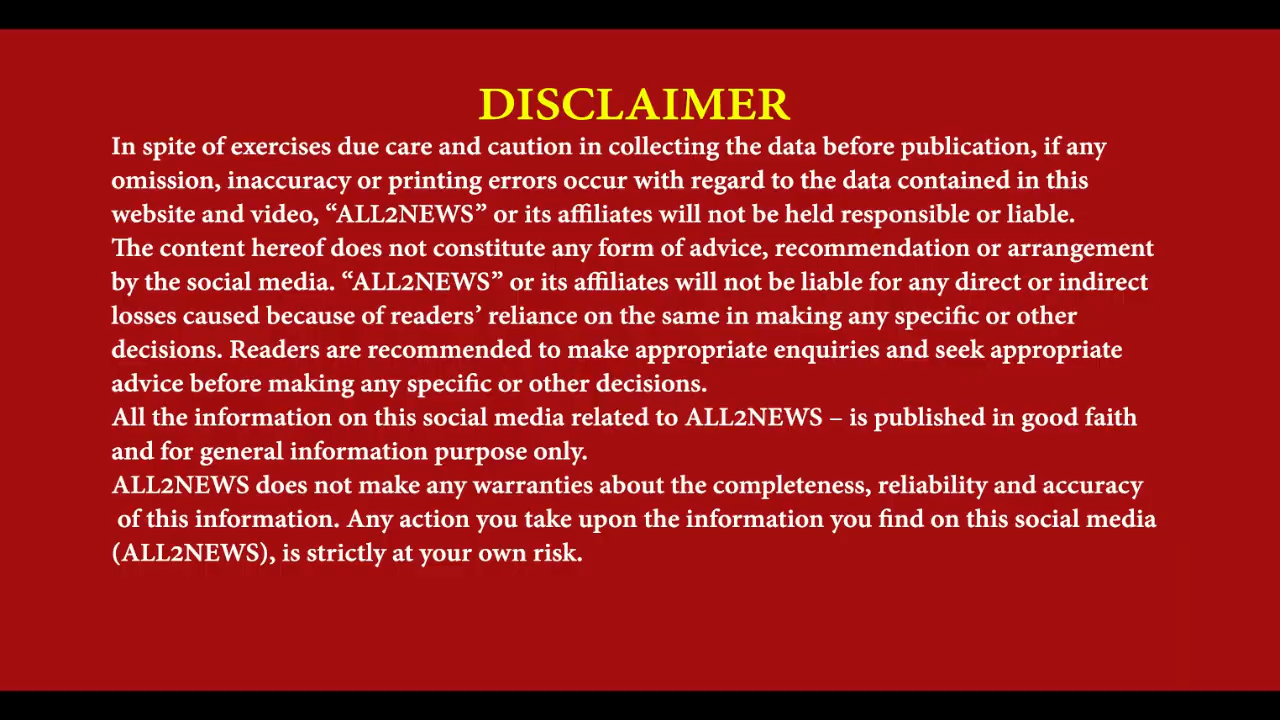 DISCLAIMER
In spite of exercises due care and caution in collecting the data before publication, if any
omission, inaccuracy or printing errors occur with regard to the data contained in this
website and video, “ALL2NEWS” or its affiliates will not be held responsible or liable.
The content hereof does not constitute any form of advice, recommendation or arrangement
by the social media. “ALL2NEWS” or its affiliates will not be liable for any direct or indirect
losses caused because of readers’ reliance on the same in making any specific or other
decisions. Readers are recommended to make appropriate enquiries and seek appropriate
advice before making any specific or other decisions.
All the information on this social media related to ALL2NEWS – is published in good faith
and for general information purpose only.
ALL2NEWS does not make any warranties about the completeness, reliability and accuracy
of this information. Any action you take upon the information you find on this social media
(ALL2NEWS), is strictly at your own risk.